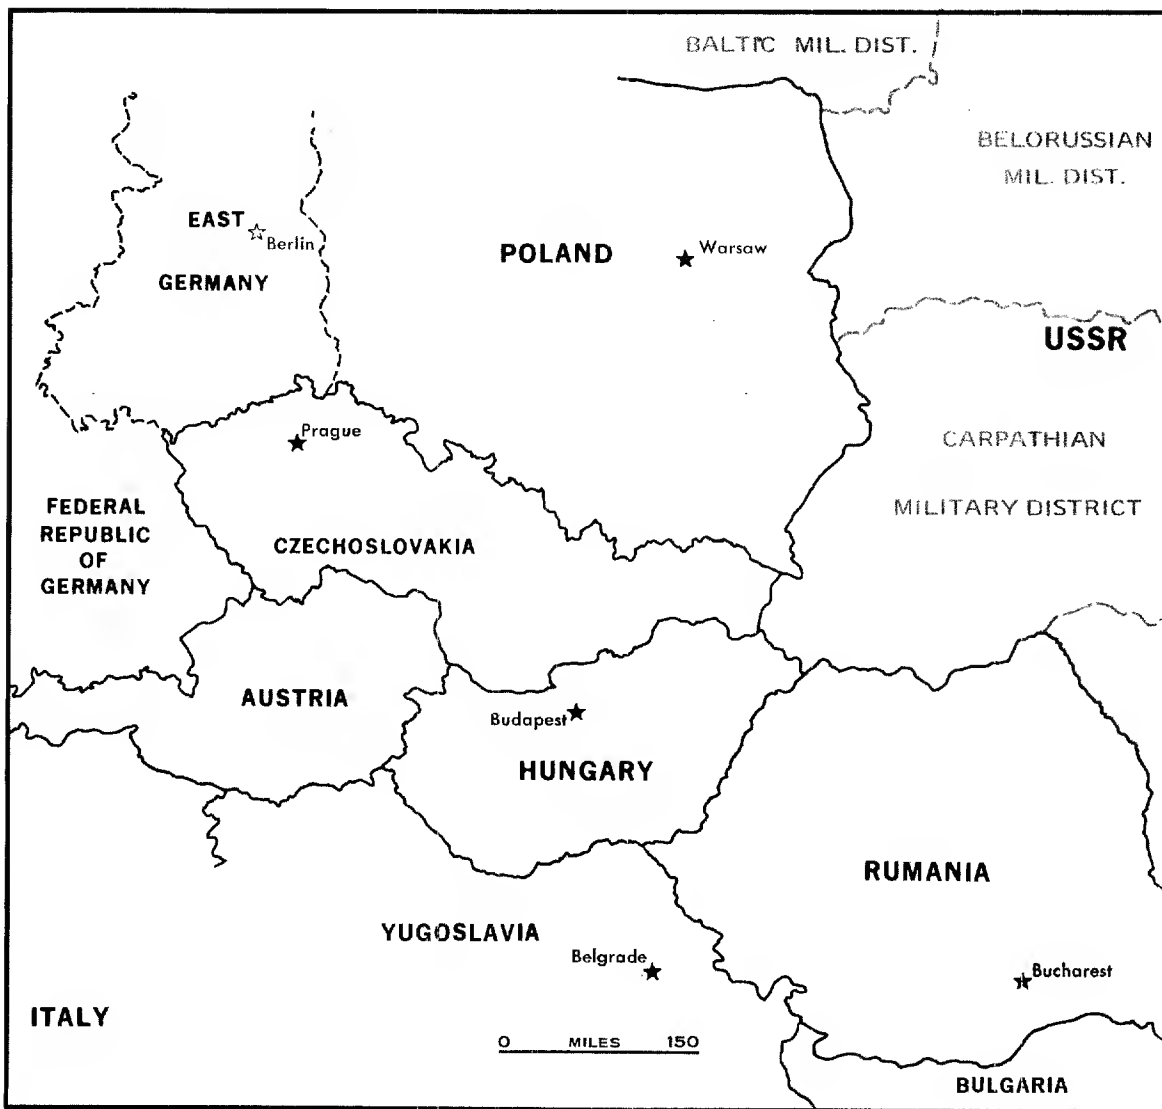 BALTIC MIL. DIST.
BELORUSSIAN
MIL. DIST.
EAST
Berlin
GERMANY
POLAND
Warsaw
USSR
Prague
CARPATHIAN
MILITARY DISTRICT
FEDERAL
REPUBLIC
OF
GERMANY
CZECHOSLOVAKIA
AUSTRIA
Budapest
HUNGARY
RUMANIA
YUGOSLAVIA
Belgrade
Bucharest
ITALY
0 MILES 150
BULGARIA